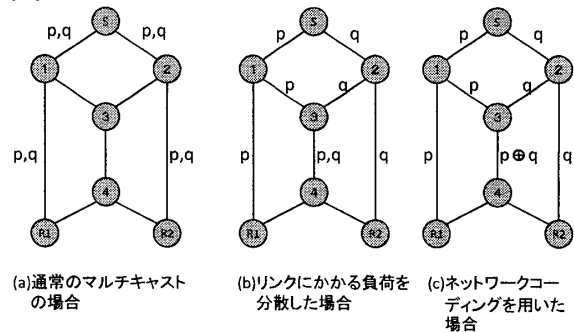 S
p,q
p,q
1
2
3
p,q
p,q
4
R1
R2
(a)通常のマルチキャスト
の場合
S
p
q
1
2
p
q
3
p
p,q
q
4
R1
R2
(b)リンクにかかる負荷を
分散した場合
S
p
q
1
2
p
q
3
p
p⊕q
q
4
R1
R2
(c)ネットワークコー
ディングを用いた
場合